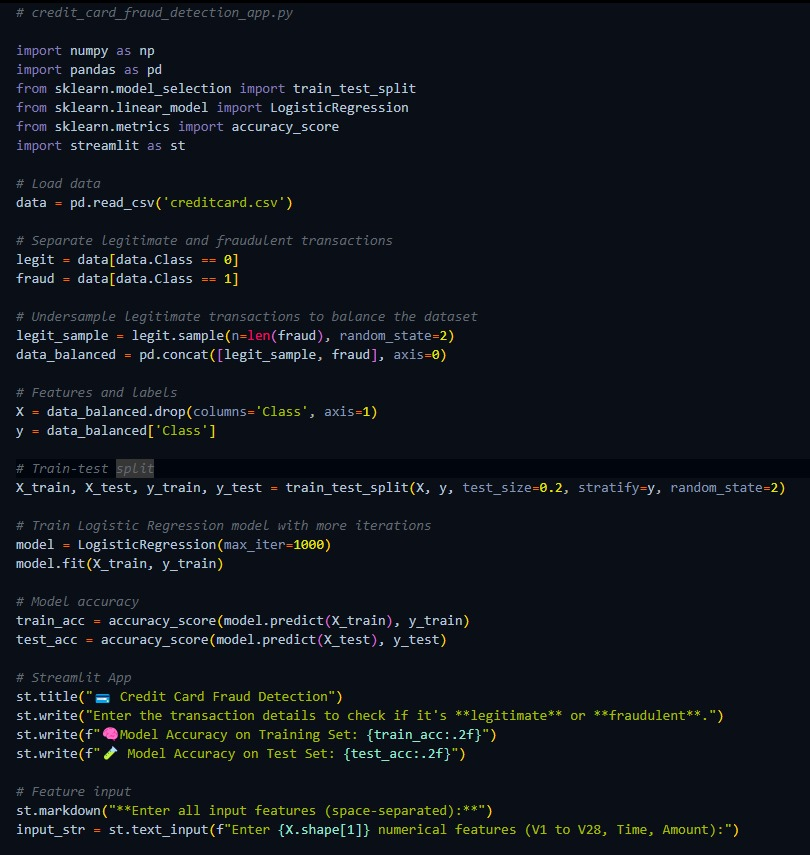 # credit_card_fraud_detection_app.py
import numpy as np
import pandas as pd
from sklearn.model_selection import train_test_split
from sklearn.linear_model import LogisticRegression
from sklearn.metrics import accuracy_score
import streamlit as st
# Load data
data = pd.read_csv('creditcard.csv')
# Separate legitimate and fraudulent transactions
legit = data[data.Class == 0]
fraud = data[data.Class == 1]
# Undersample legitimate transactions to balance the dataset
legit_sample = legit.sample(n=len(fraud), random_state=2)
data_balanced = pd.concat([legit_sample, fraud], axis=0)
# Features and labels
X = data_balanced.drop(columns='Class', axis=1)
y = data_balanced['Class']
# Train-test split
X_train, X_test, y_train, y_test = train_test_split(X, y, test_size=0.2, stratify=y, random_state=2)
# Train Logistic Regression model with more iterations
model = LogisticRegression(max_iter=1000)
model.fit(X_train, y_train)
# Model accuracy
train_acc = accuracy_score(model.predict(X_train), y_train)
test_acc = accuracy_score(model.predict(X_test), y_test)
# Streamlit App
st.title("💳 Credit Card Fraud Detection")
st.write("Enter the transaction details to check if it's **legitimate** or **fraudulent**.")
st.write(f"🧠Model Accuracy on Training Set: {train_acc:.2f}")
st.write(f"🧪 Model Accuracy on Test Set: {test_acc:.2f}")
# Feature input
st.markdown("**Enter all input features (space-separated):**")
input_str = st.text_input(f"Enter {X.shape[1]} numerical features (V1 to V28, Time, Amount):")